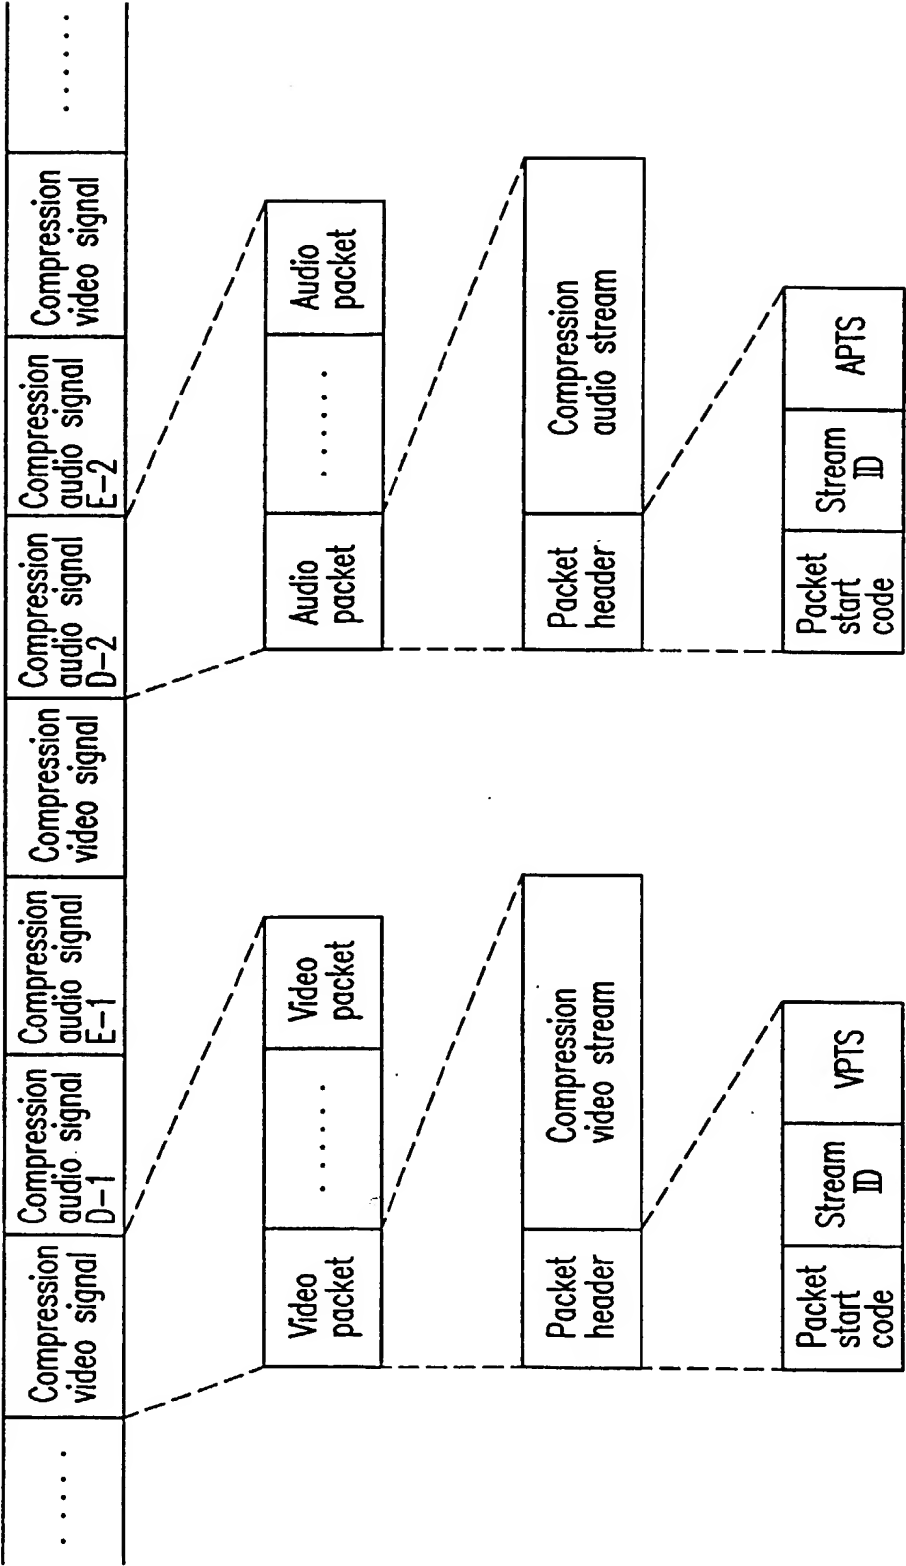 . . . .
Compression
video signal
Compression
audio signal
D-1
Compression
audio signal
E-1
Compression
video signal
Compression
audio signal
D-2
Compression
audio signal
E-2
Compression
video signal
. . . . . .
Video
packet
. . . . . .
Video
packet
Audio
packet
. . . . . .
Audio
packet
Packet
header
Compression
video stream
Packet
header
Compression
audio stream
Packet
start
code
Stream
ID
VPTS
Packet
start
code
Stream
ID
APTS